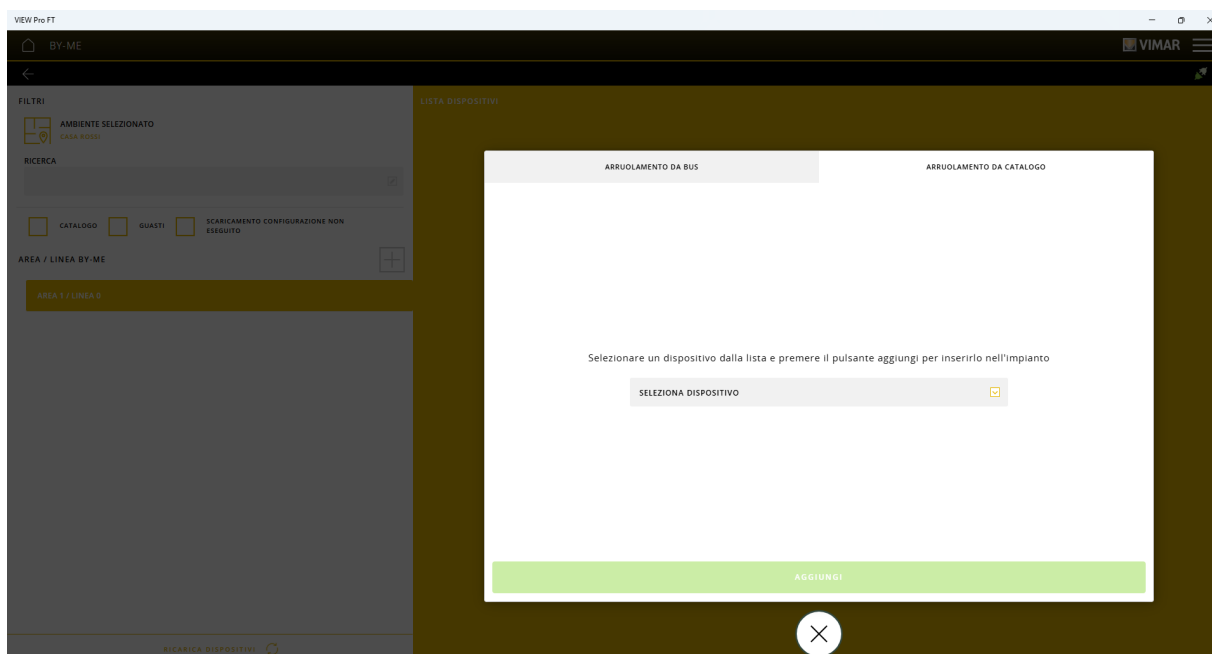 VIEW Pro FT
BY-ME
VIMAR
FILTRI
LISTA DISPOSITIVI
AMBIENTE SELEZIONATO
CASA ROSSI
RICERCA
CATALOGO
GUASTI
SCARICAMENTO CONFIGURAZIONE NON
ESEGUITO
AREA / LINEA BY-ME
AREA 1 / LINEA 0
ARRUOLAMENTO DA BUS
ARRUOLAMENTO DA CATALOGO
Selezionare un dispositivo dalla lista e premere il pulsante aggiungi per inserirlo nell'impianto
SELEZIONA DISPOSITIVO
AGGIUNGI
RICARICA DISPOSITIVI